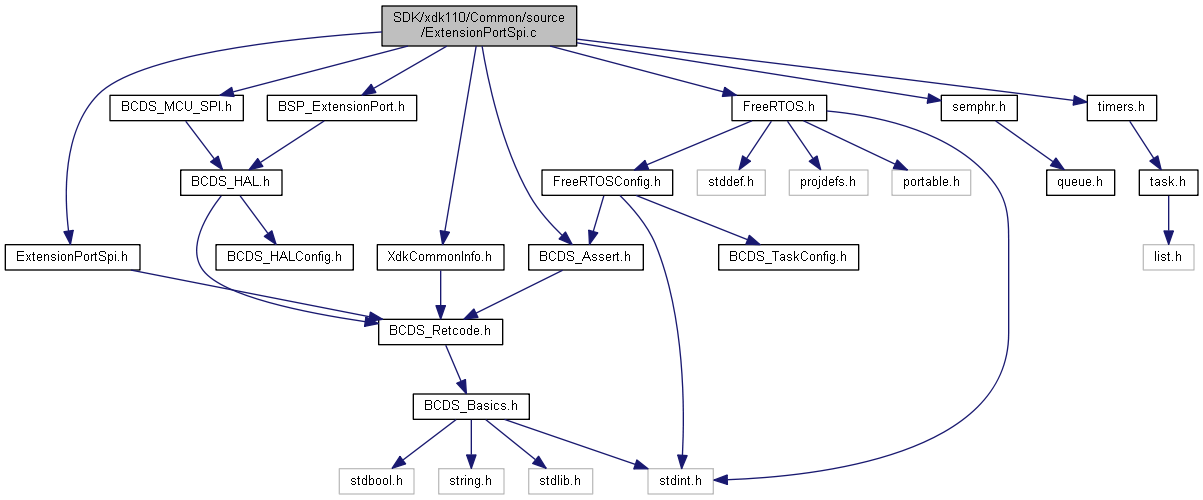 SDK/xdk110/Common/source
/ExtensionPortSpi.c
BCDS_MCU_SPI.h
BSP_ExtensionPort.h
FreeRTOS.h
semphr.h
timers.h
BCDS_HAL.h
FreeRTOSConfig.h
stddef.h
projdefs.h
portable.h
queue.h
task.h
ExtensionPortSpi.h
BCDS_HALConfig.h
XdkCommonInfo.h
BCDS_Assert.h
BCDS_TaskConfig.h
list.h
BCDS_Retcode.h
BCDS_Basics.h
stdbool.h
string.h
stdlib.h
stdint.h